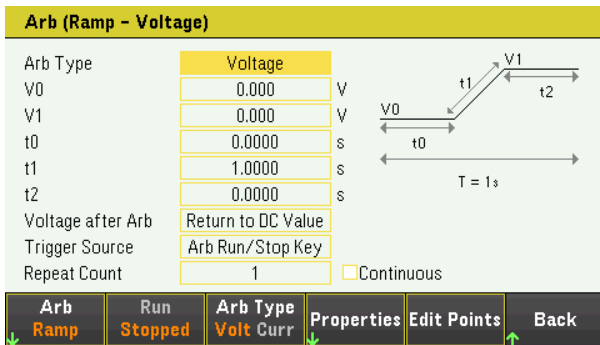 Arb (Ramp - Voltage)
Arb Type Voltage
V0 0.000 V
V1 0.000 V
t0 0.0000 s
t1 1.0000 s
t2 0.0000 s
Voltage after Arb Return to DC Value
Trigger Source Arb Run/Stop Key
Repeat Count 1 Continuous
V1
t1
t2
V0
t0
T = 1s
Arb Run Arb Type Properties Edit Points Back
Ramp Stopped Volt Curr